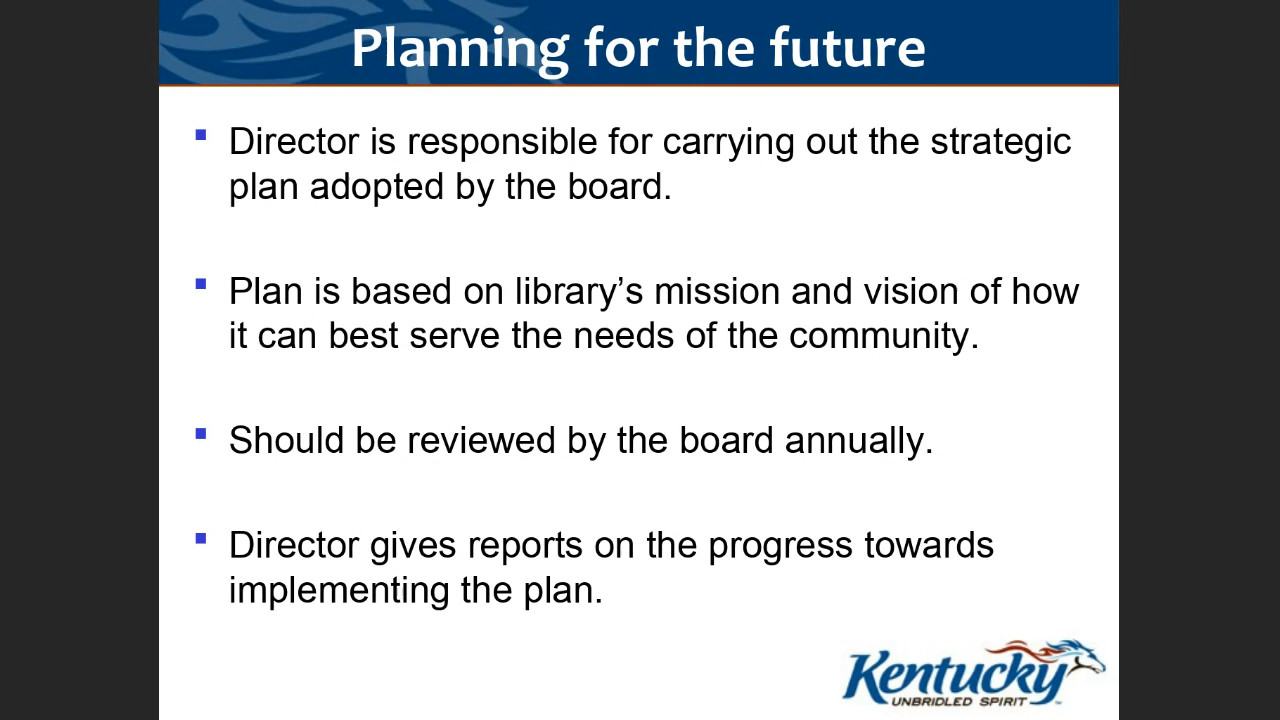 Planning for the future
Director is responsible for carrying out the strategic
plan adopted by the board.
Plan is based on library’s mission and vision of how
it can best serve the needs of the community.
Should be reviewed by the board annually.
Director gives reports on the progress towards
implementing the plan.
Kentucky
UNBRIDLED SPIRIT™